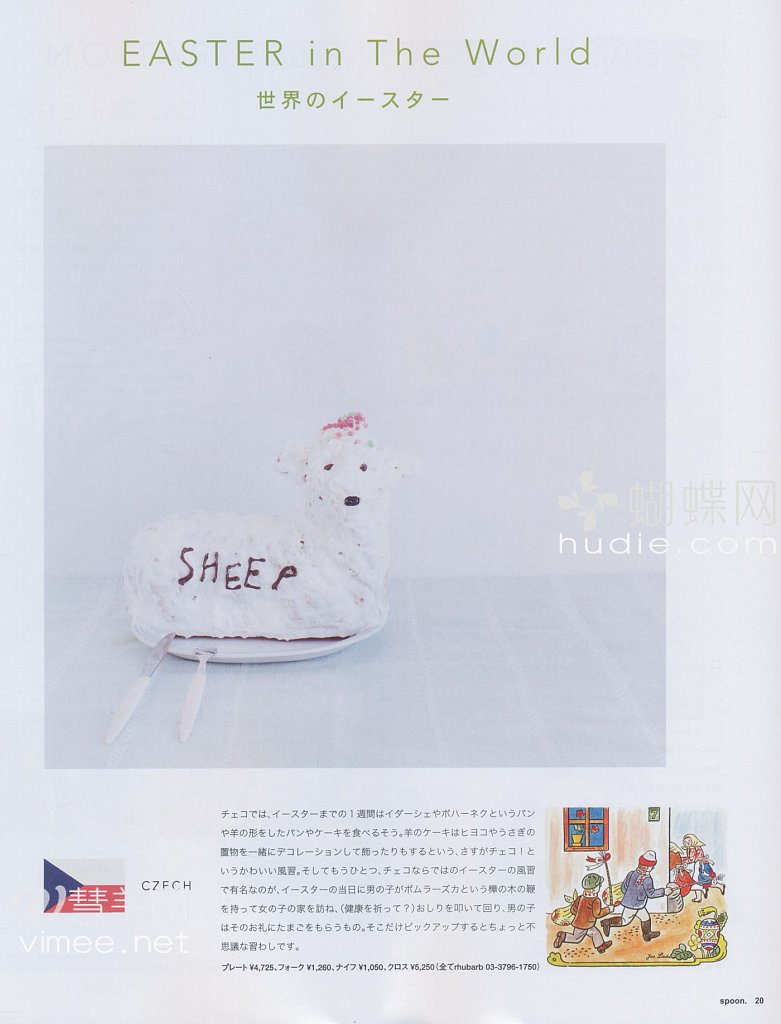 EASTER in The World
世界のイースター
SHEEP
蝴蝶网
hudie.com
チェコでは、イースターまでの1週間はイダーシェやボハーネクというパン
や羊の形をしたパンやケーキを食べるそう。羊のケーキはヒヨコやうさぎの
置物を一緒にデコレーションして飾ったりもするという、さすがチェコ！と
いうかわいい風習。そしてもうひとつ、チェコならではのイースターの風習
で有名なのが、イースターの当日に男の子がポムラーズカという樺の木の鞭
を持って女の子の家を訪ね、(健康を祈って？)おしりを叩いて回り、男の子
はそのお礼にたまごをもらうもの。そこだけピックアップするとちょっと不
思議な習わしです。
プレート ¥4,725、フォーク ¥1,260、ナイフ ¥1,050、クロス ¥5,250 (全てrhubarb 03-3796-1750)
CZECH
vimee.net
7
spoon. 20